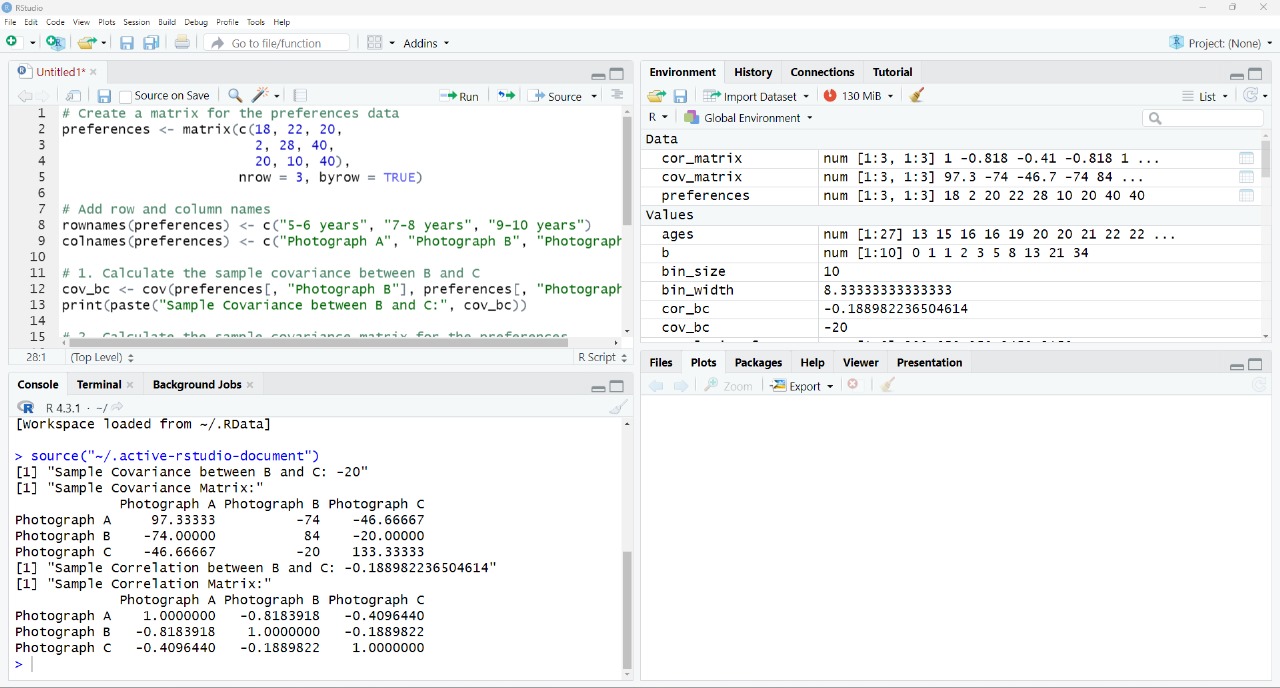 RStudio
File Edit Code View Plots Session Build Debug Profile Tools Help
Go to file/function Addins Project: (None)
Untitled1*
Source on Save Run Source
1 # Create a matrix for the preferences data
2 preferences <- matrix(c(18, 22, 20,
3 2, 28, 40,
4 20, 10, 40),
5 nrow = 3, byrow = TRUE)
6
7 # Add row and column names
8 rownames(preferences) <- c("5-6 years", "7-8 years", "9-10 years")
9 colnames(preferences) <- c("Photograph A", "Photograph B", "Photograph
10
11 # 1. Calculate the sample covariance between B and C
12 cov_bc <- cov(preferences[, "Photograph B"], preferences[, "Photograph
13 print(paste("Sample Covariance between B and C:", cov_bc))
14
15 # 2. Calculate the sample covariance matrix for the preferences
28:1 (Top Level) R Script
Console Terminal Background Jobs
R 4.3.1 · ~/
[Workspace loaded from ~/.RData]
> source("~/.active-rstudio-document")
[1] "Sample Covariance between B and C: -20"
[1] "Sample Covariance Matrix:"
Photograph A Photograph B Photograph C
Photograph A 97.33333 -74 -46.66667
Photograph B -74.00000 84 -20.00000
Photograph C -46.66667 -20 133.33333
[1] "Sample Correlation between B and C: -0.188982236504614"
[1] "Sample Correlation Matrix:"
Photograph A Photograph B Photograph C
Photograph A 1.0000000 -0.8183918 -0.4096440
Photograph B -0.8183918 1.0000000 -0.1889822
Photograph C -0.4096440 -0.1889822 1.0000000
>
Environment History Connections Tutorial
Import Dataset 130 MiB List
R Global Environment
Data
cor_matrix num [1:3, 1:3] 1 -0.818 -0.41 -0.818 1 ...
cov_matrix num [1:3, 1:3] 97.3 -74 -46.7 -74 84 ...
preferences num [1:3, 1:3] 18 2 20 22 28 10 20 40 40
Values
ages num [1:27] 13 15 16 16 19 20 20 21 22 22 ...
b num [1:10] 0 1 1 2 3 5 8 13 21 34
bin_size 10
bin_width 8.33333333333333
cor_bc -0.188982236504614
cov_bc -20
Files Plots Packages Help Viewer Presentation
Zoom Export